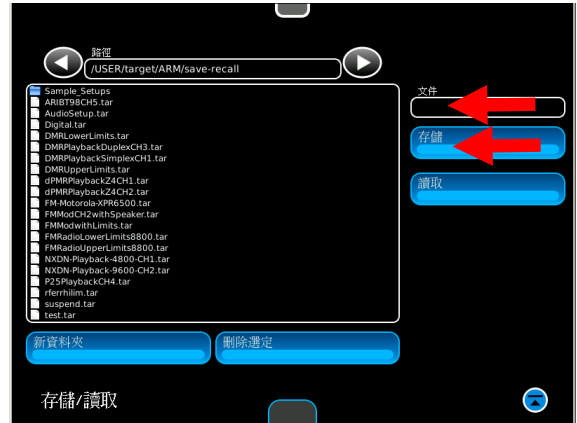 路徑
/USER/target/ARM/save-recall
Sample_Setups
ARIBT98CH5.tar
AudioSetup.tar
Digital.tar
DMRLowerLimits.tar
DMRPlaybackDuplexCH3.tar
DMRPlaybackSimplexCH1.tar
DMRUpperLimits.tar
dPMRPlaybackZ4CH1.tar
dPMRPlaybackZ4CH2.tar
FM-Motorola-XPR6500.tar
FMModCH2withSpeaker.tar
FMModwithLimits.tar
FMRadioLowerLimits8800.tar
FMRadioUpperLimits8800.tar
NXDN-Playback-4800-CH1.tar
NXDN-Playback-9600-CH2.tar
P25PlaybackCH4.tar
rferrhilim.tar
suspend.tar
test.tar
文件
存儲
讀取
新資料夾
刪除選定
存儲/讀取